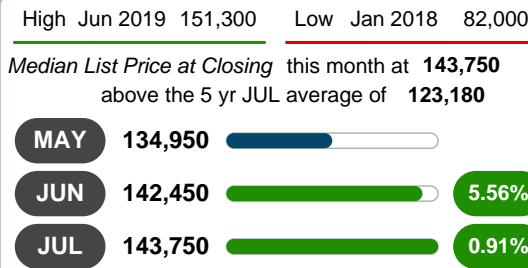 High Jun 2019 151,300 Low Jan 2018 82,000
Median List Price at Closing this month at 143,750
above the 5 yr JUL average of 123,180
MAY 134,950
JUN 142,450 5.56%
JUL 143,750 0.91%